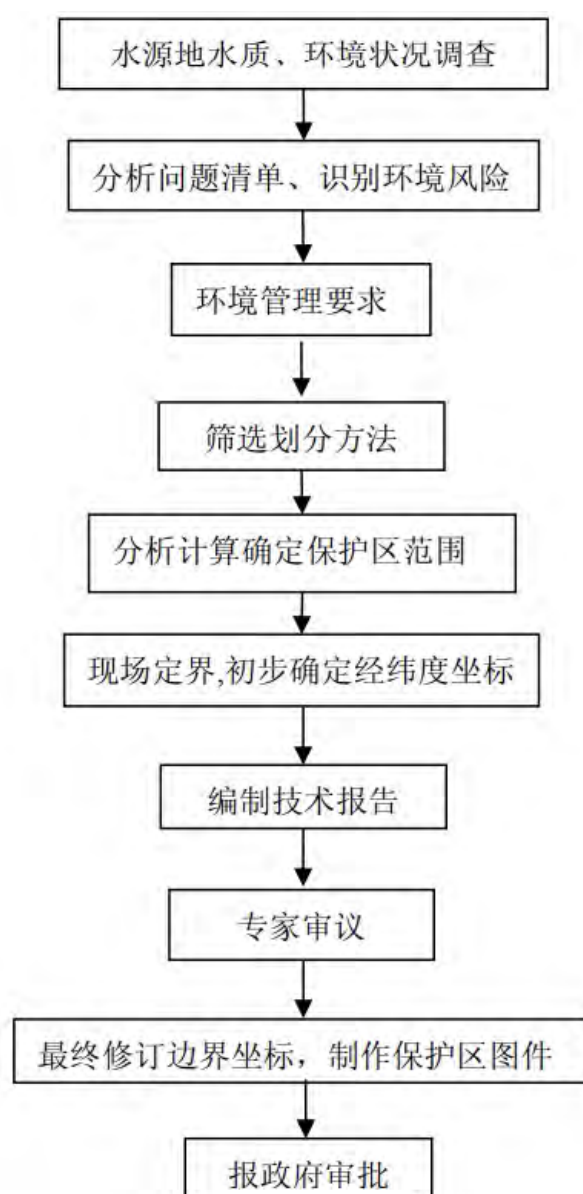 水源地水质、环境状况调查
分析问题清单、识别环境风险
环境管理要求
筛选划分方法
分析计算确定保护区范围
现场定界,初步确定经纬度坐标
编制技术报告
专家审议
最终修订边界坐标，制作保护区图件
报政府审批